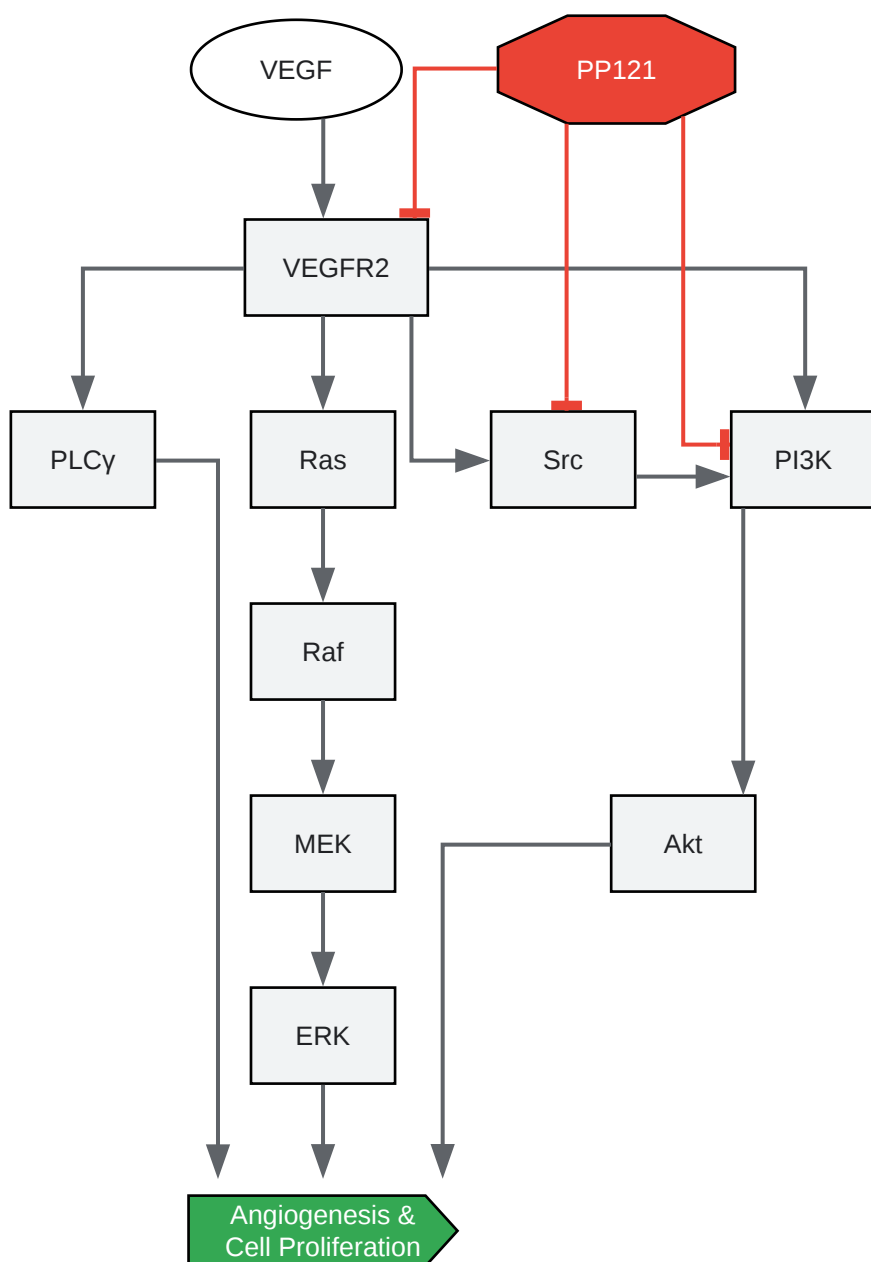 VEGF
PP121
VEGFR2
PLCγ
Ras
Src
PI3K
Raf
MEK
Akt
ERK
Angiogenesis &
Cell Proliferation